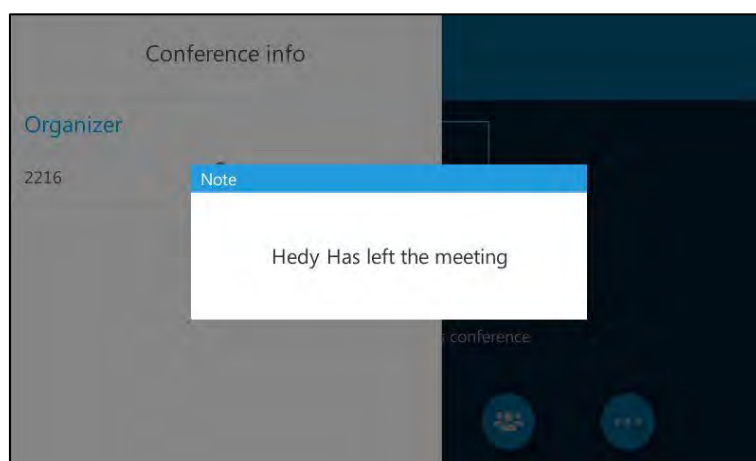 Conference info
Organizer
2216
Note
Hedy Has left the meeting
conference